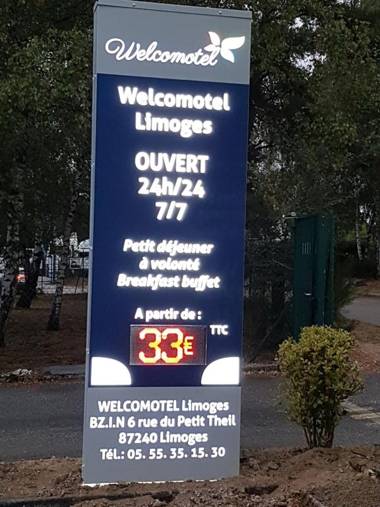 Welcomotel
Welcomotel
Limoges
OUVERT
24h/24
7/7
Petit déjeuner
à volonté
Breakfast buffet
A partir de :
33€ TTC
WELCOMOTEL Limoges
BZ.I.N 6 rue du Petit Theil
87240 Limoges
Tél.: 05. 55. 35. 15. 30